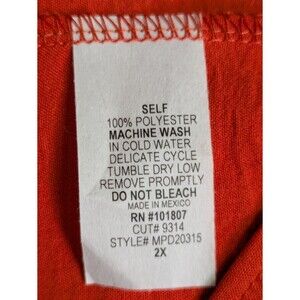 SELF
100% POLYESTER
MACHINE WASH
IN COLD WATER
DELICATE CYCLE
TUMBLE DRY LOW
REMOVE PROMPTLY
DO NOT BLEACH
MADE IN MEXICO
RN #101807
CUT# 9314
STYLE# MPD20315
2X